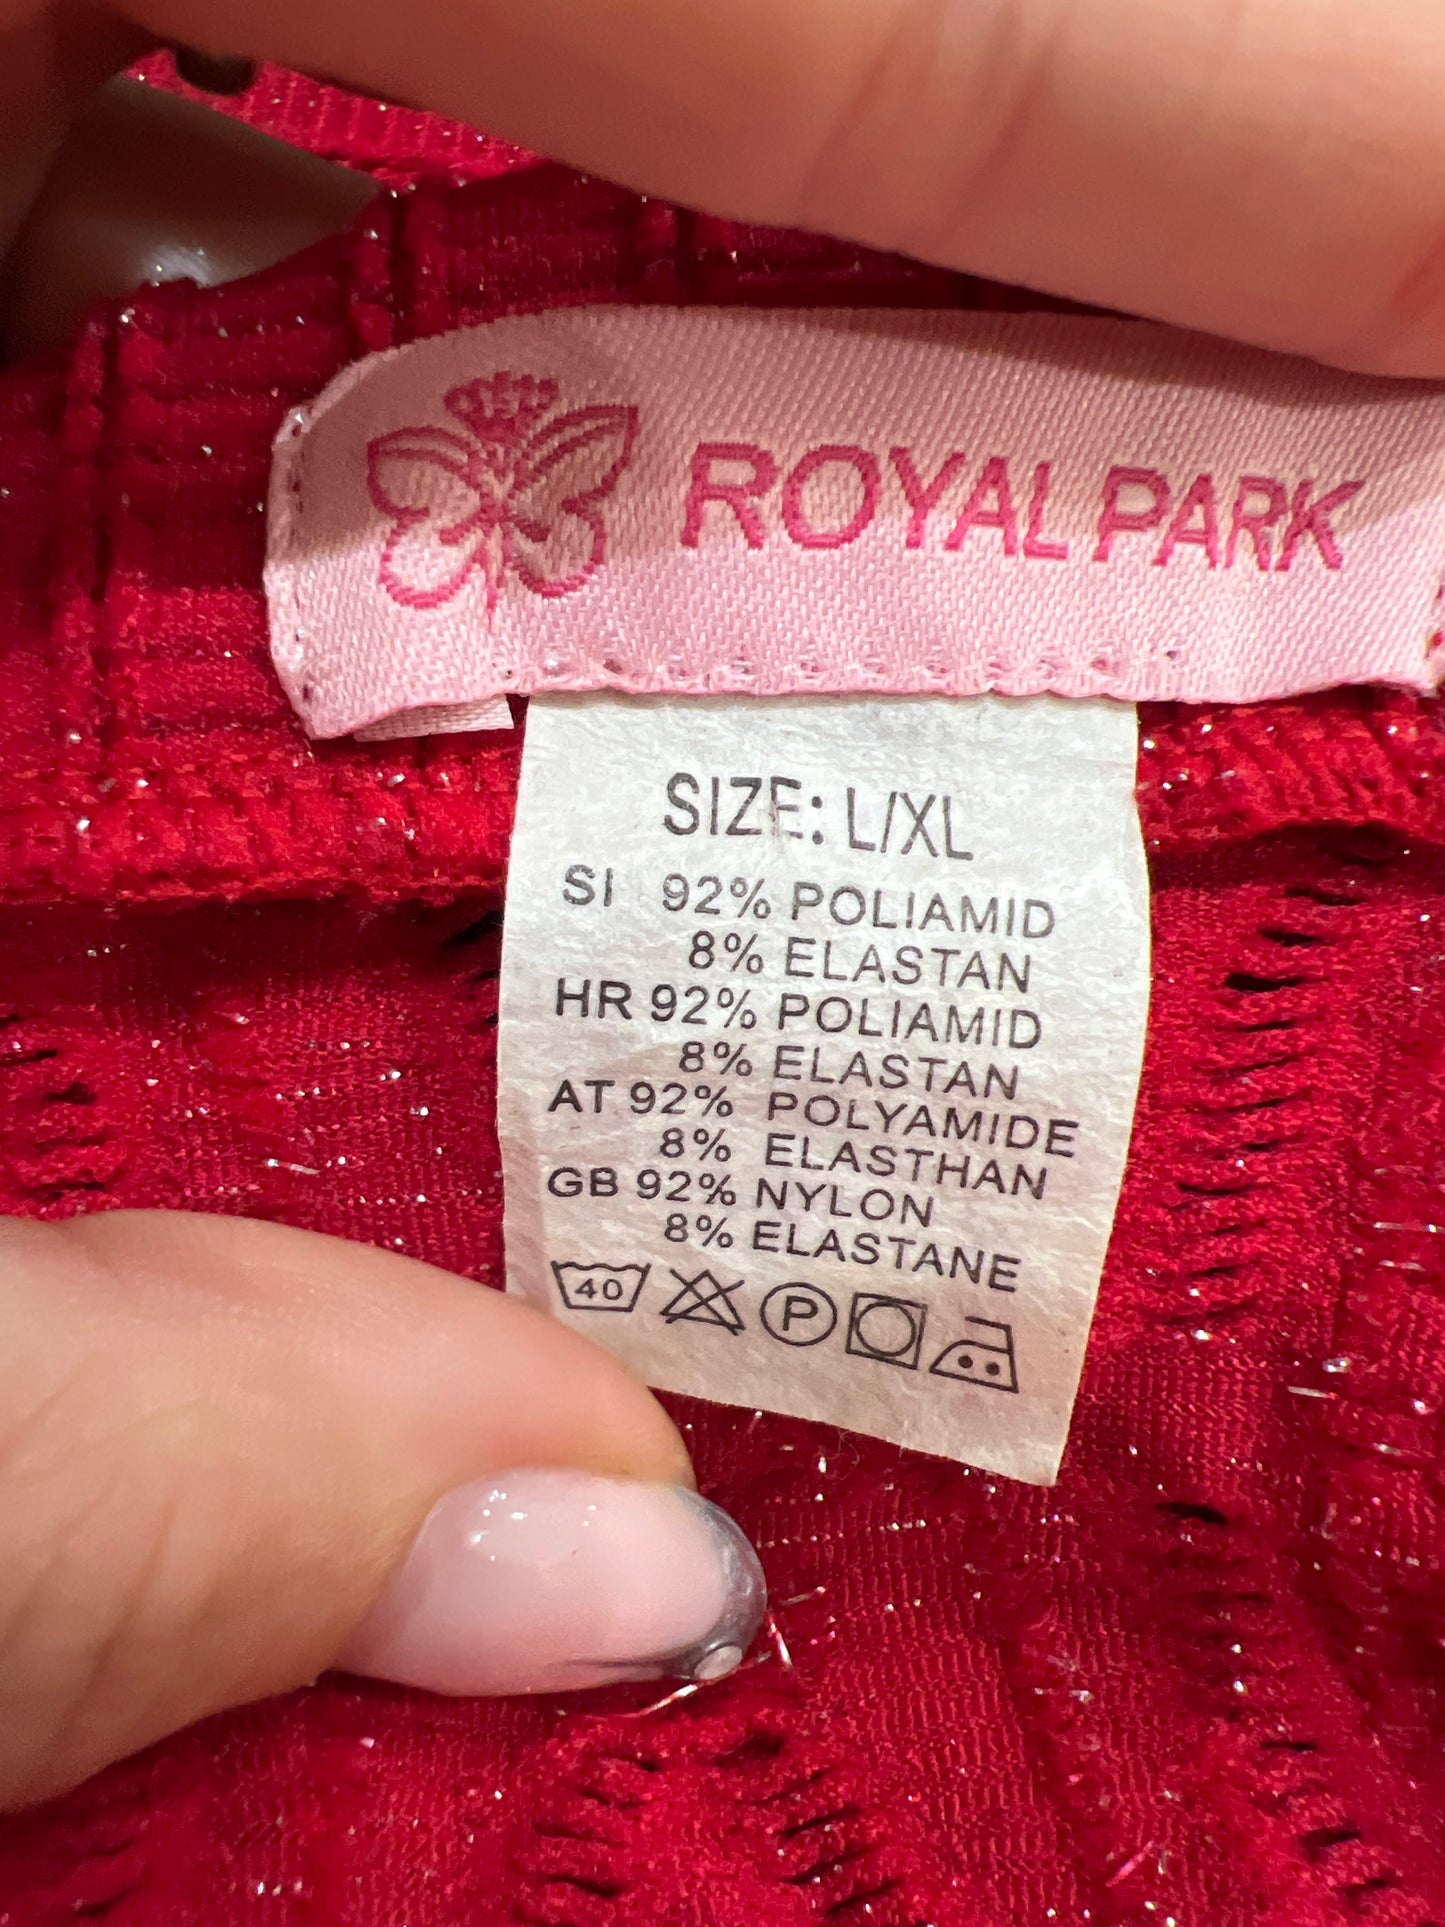 ROYAL PARK
SIZE: L/XL
SI 92% POLIAMID
8% ELASTAN
HR 92% POLIAMID
8% ELASTAN
AT 92% POLYAMIDE
8% ELASTHAN
GB 92% NYLON
8% ELASTANE
40 P